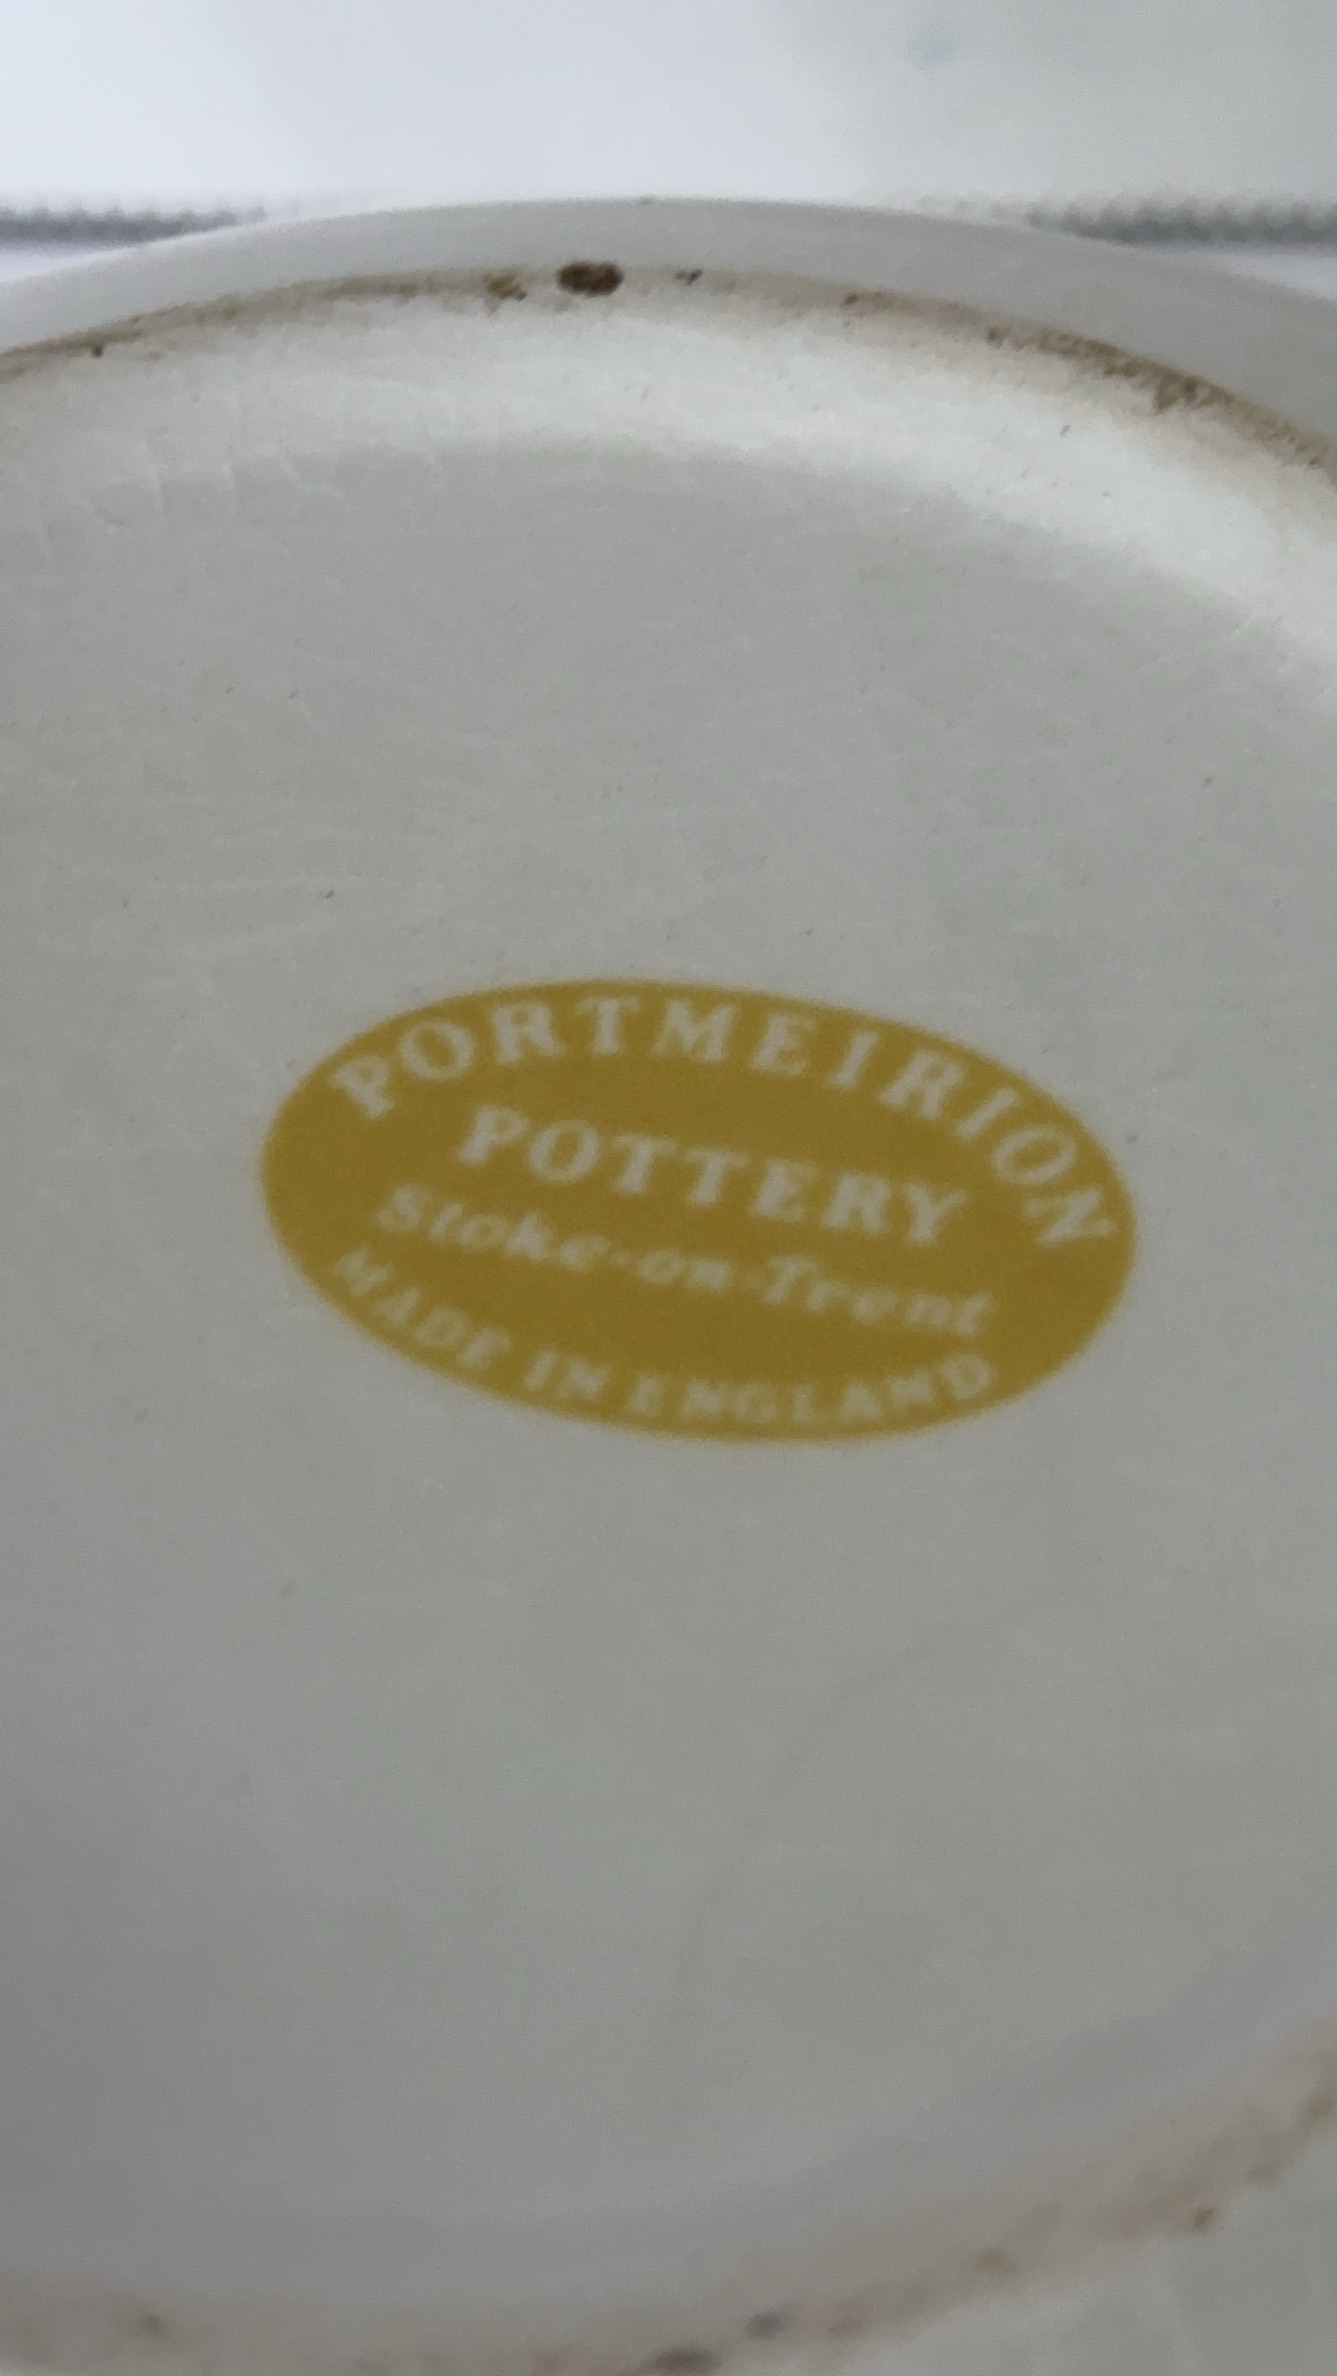 PORTMEIRION
POTTERY
Stoke-on-Trent
MADE IN ENGLAND